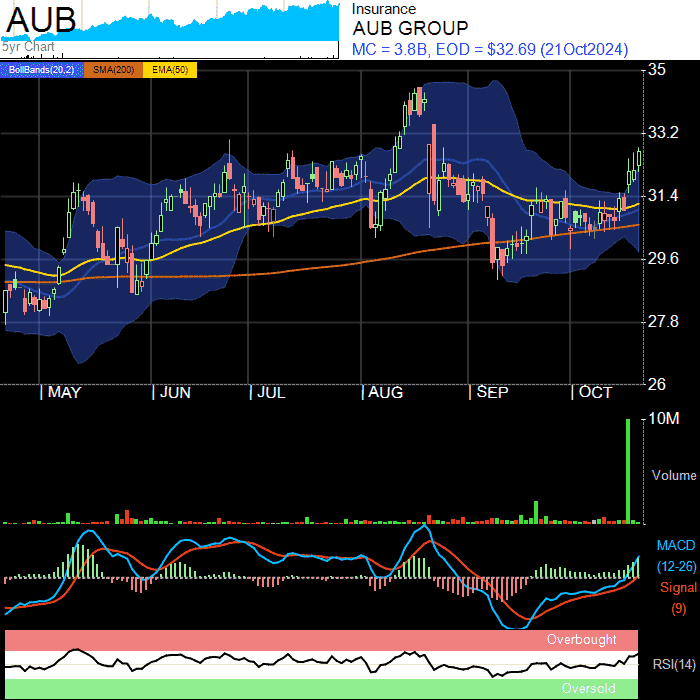 AUB
5yr Chart
Insurance
AUB GROUP
MC = 3.8B, EOD = $32.69 (21Oct2024)
BollBands(20,2) SMA(200) EMA(50)
35
33.2
31.4
29.6
27.8
26
MAY JUN JUL AUG SEP OCT
10M
Volume
MACD
(12-26)
Signal
(9)
Overbought
RSI(14)
Oversold